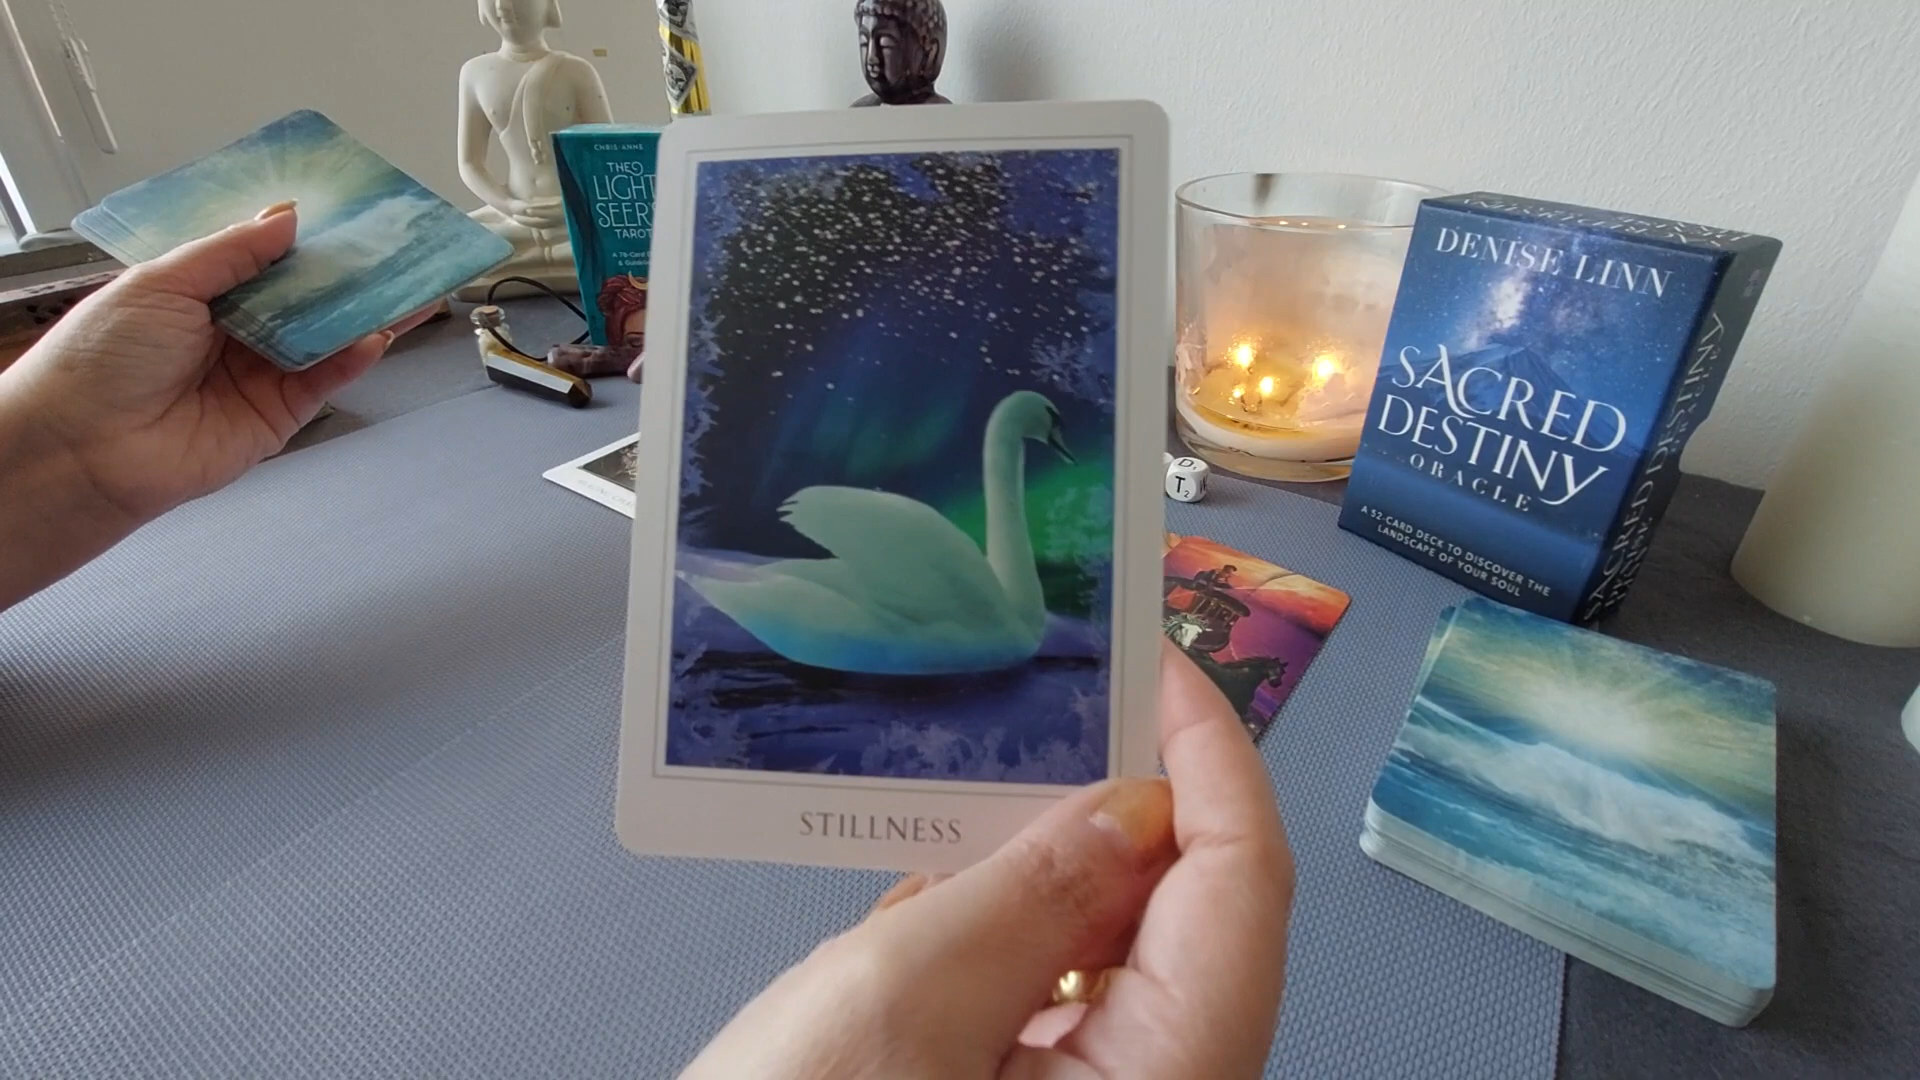 CHRIS-ANNE
THE
LIGHT
SEER'S
TAROT
STILLNESS
DENISE LINN
SACRED
DESTINY
ORACLE
A 52-CARD DECK TO DISCOVER THE
LANDSCAPE OF YOUR SOUL
SACRED DESTINY
D
T2